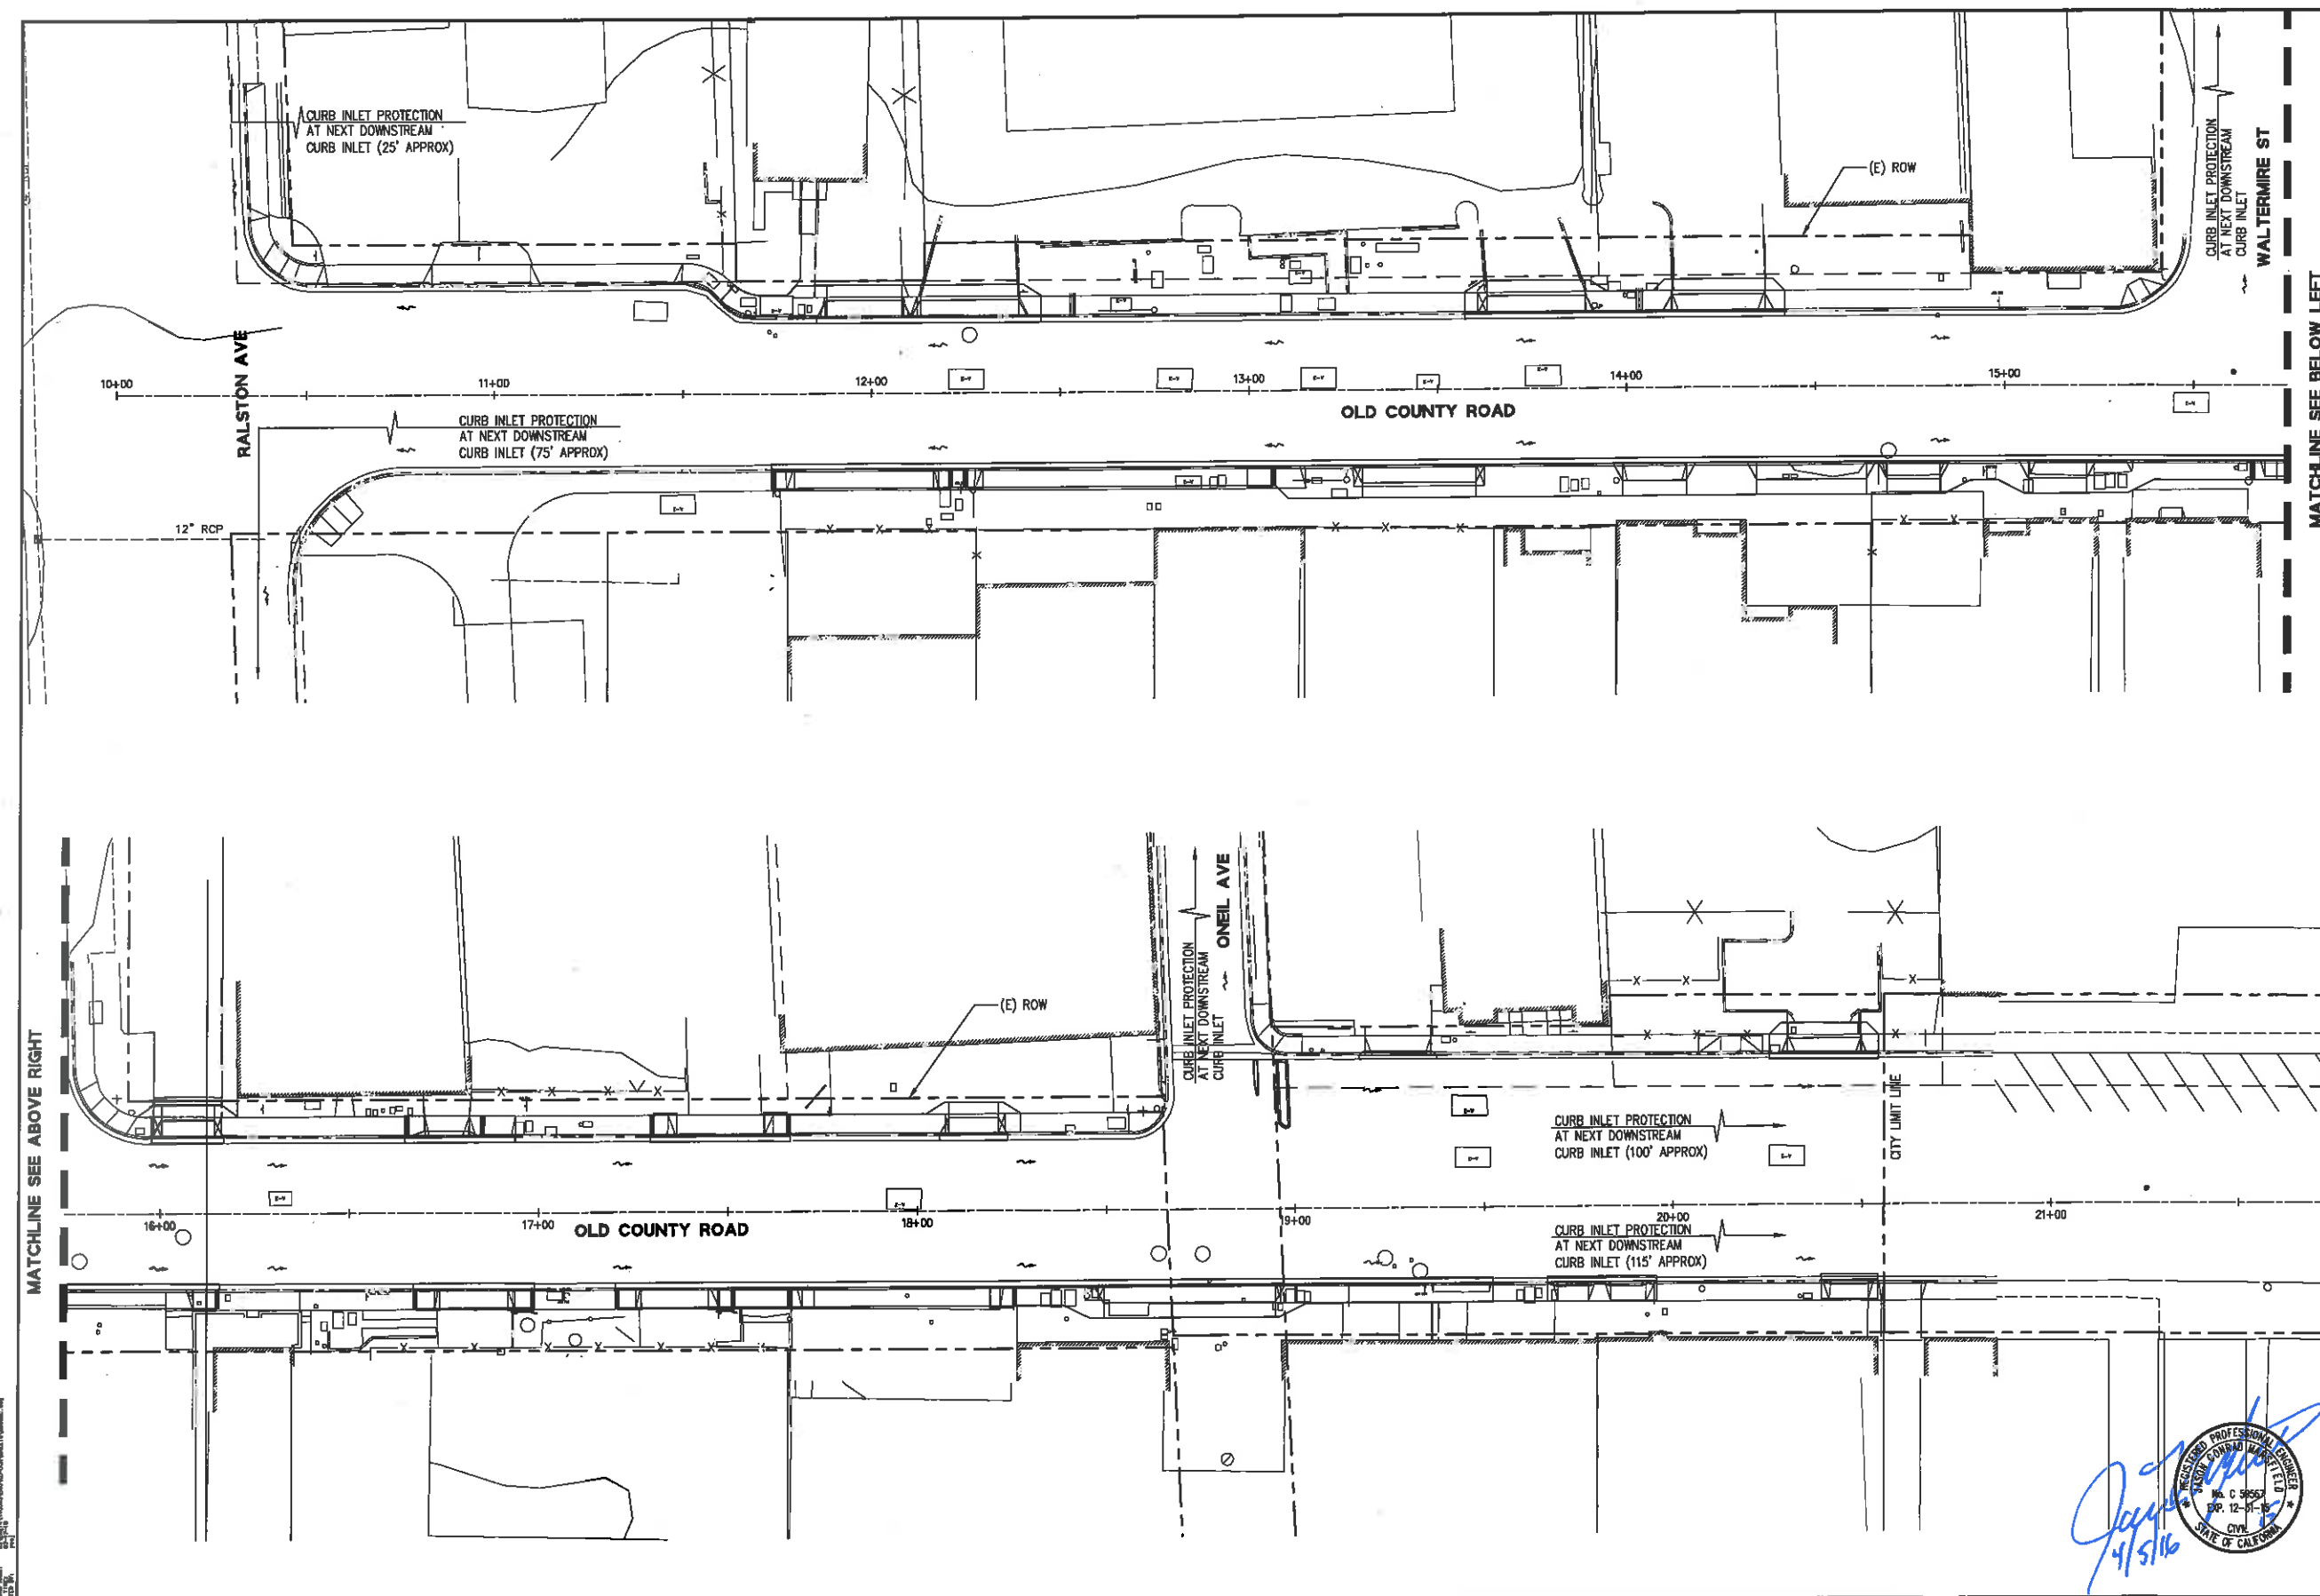 CURB INLET PROTECTION
AT NEXT DOWNSTREAM
CURB INLET (25' APPROX)
(E) ROW
CURB INLET PROTECTION
AT NEXT DOWNSTREAM
CURB INLET
WALTERMIRE ST
MATCHLINE SEE BELOW LEFT
RALSTON AVE
10+00
11+00
12+00
13+00
14+00
15+00
OLD COUNTY ROAD
CURB INLET PROTECTION
AT NEXT DOWNSTREAM
CURB INLET (75' APPROX)
12" RCP
MATCHLINE SEE ABOVE RIGHT
(E) ROW
CURB INLET PROTECTION
AT NEXT DOWNSTREAM
CURB INLET
ONEIL AVE
CURB INLET PROTECTION
AT NEXT DOWNSTREAM
CURB INLET (100' APPROX)
CITY LIMIT LINE
16+00
17+00
OLD COUNTY ROAD
18+00
19+00
20+00
21+00
CURB INLET PROTECTION
AT NEXT DOWNSTREAM
CURB INLET (115' APPROX)
REGISTERED PROFESSIONAL ENGINEER
CONRAD
No. C
EXP. 12-31-
CIVIL
STATE OF CALIFORNIA
4/5/16